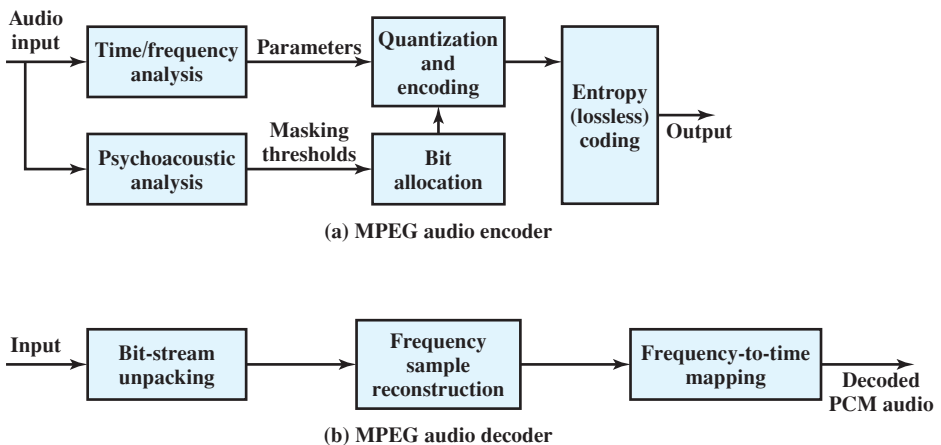 Audio
input
Time/frequency
analysis
Parameters
Quantization
and
encoding
Entropy
(lossless)
coding
Output
Psychoacoustic
analysis
Masking
thresholds
Bit
allocation
(a) MPEG audio encoder
Input
Bit-stream
unpacking
Frequency
sample
reconstruction
Frequency-to-time
mapping
Decoded
PCM audio
(b) MPEG audio decoder